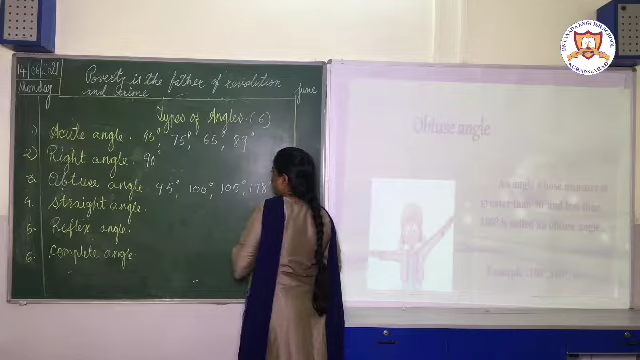 14 06 2021
Monday
Poverty is the father of revolution
and crime
June
Types of Angles. (6)
1) Acute angle. 45°, 75°, 65°, 89°
2) Right angle. 90°
3. Obtuse angle 95°, 100°, 105°, 178
4. Straight angle.
5. Reflex angle.
6. Complete angle.
Obtuse angle
An angle whose measure is
greater than 90 and less than
180° is called an obtuse angle
Example